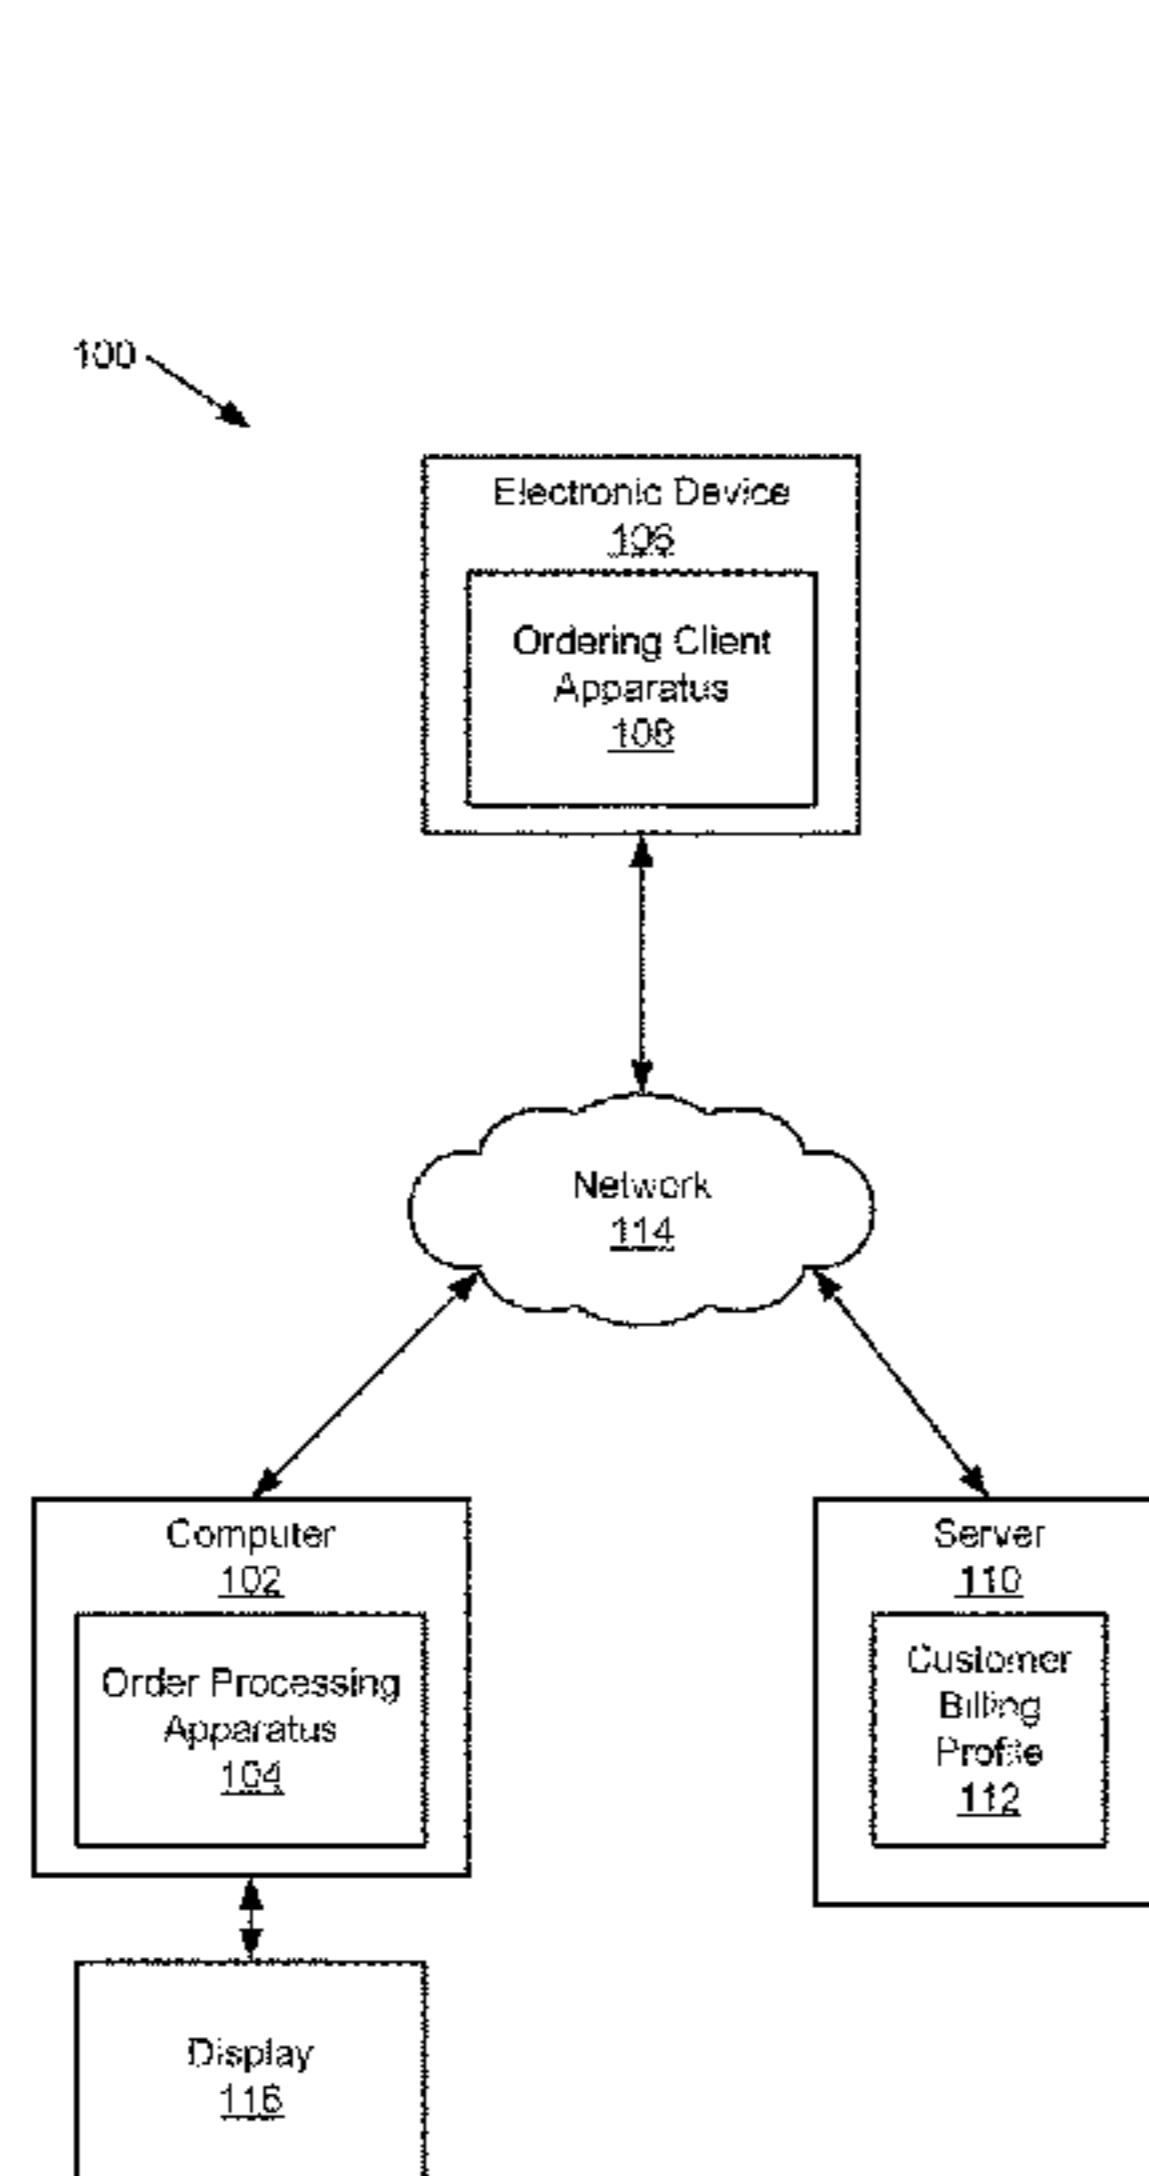 100
Electronic Device
106
Ordering Client
Apparatus
108
Network
114
Computer
102
Order Processing
Apparatus
104
Server
110
Customer
Billing
Profile
112
Display
116